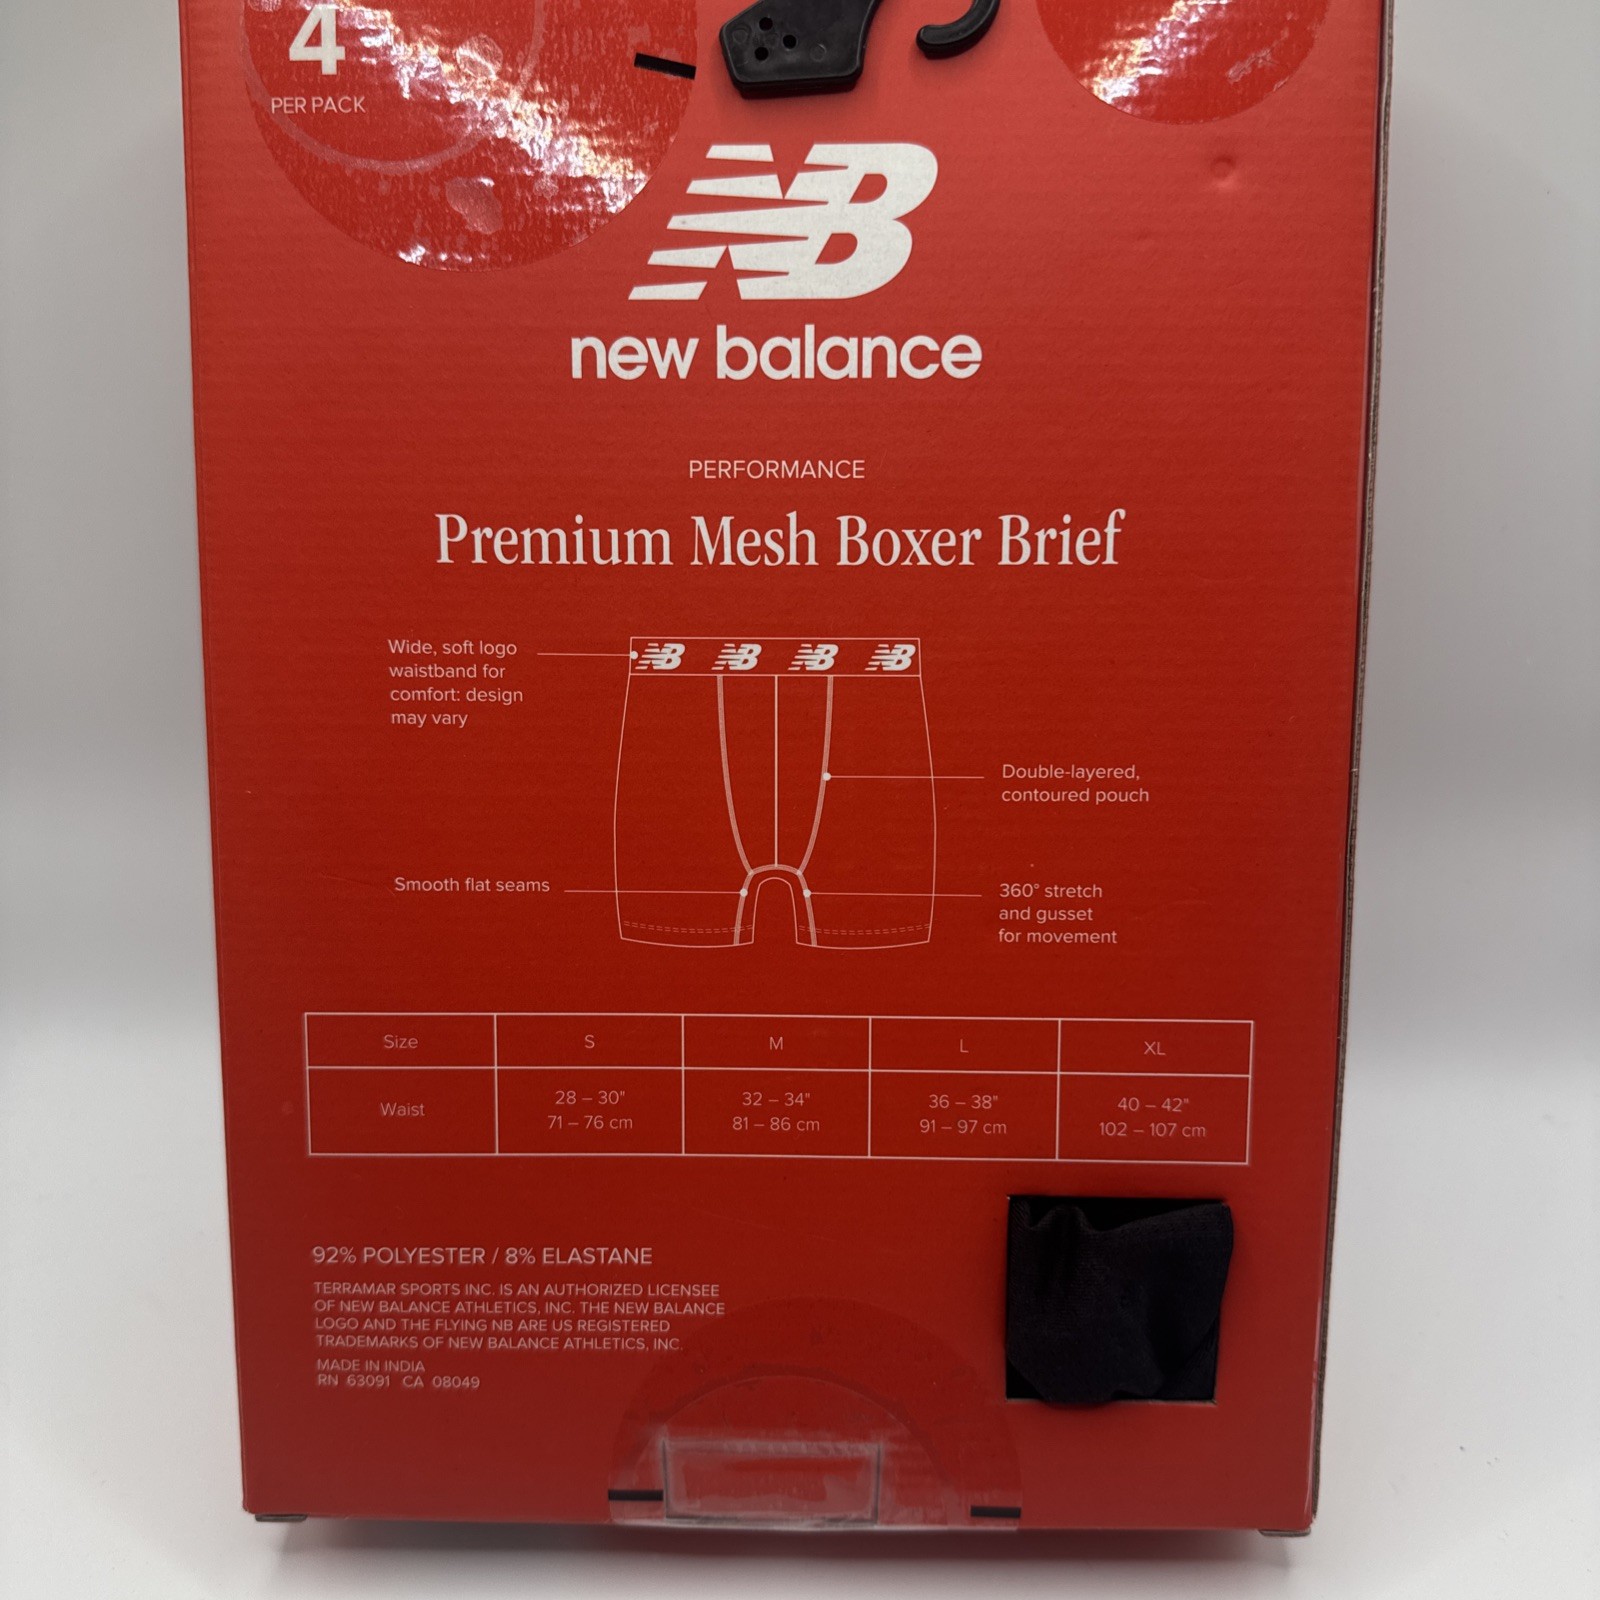 4
PER PACK
NB
new balance
PERFORMANCE
Premium Mesh Boxer Brief
Wide, soft logo
waistband for
comfort: design
may vary
NB NB NB NB
Double-layered,
contoured pouch
Smooth flat seams
360° stretch
and gusset
for movement
Size S M L XL
Waist
28 – 30" 32 – 34" 36 – 38" 40 – 42"
71 – 76 cm 81 – 86 cm 91 – 97 cm 102 – 107 cm
92% POLYESTER / 8% ELASTANE
TERRAMAR SPORTS INC. IS AN AUTHORIZED LICENSEE
OF NEW BALANCE ATHLETICS, INC. THE NEW BALANCE
LOGO AND THE FLYING NB ARE US REGISTERED
TRADEMARKS OF NEW BALANCE ATHLETICS, INC.
MADE IN INDIA
RN 63091 CA 08049